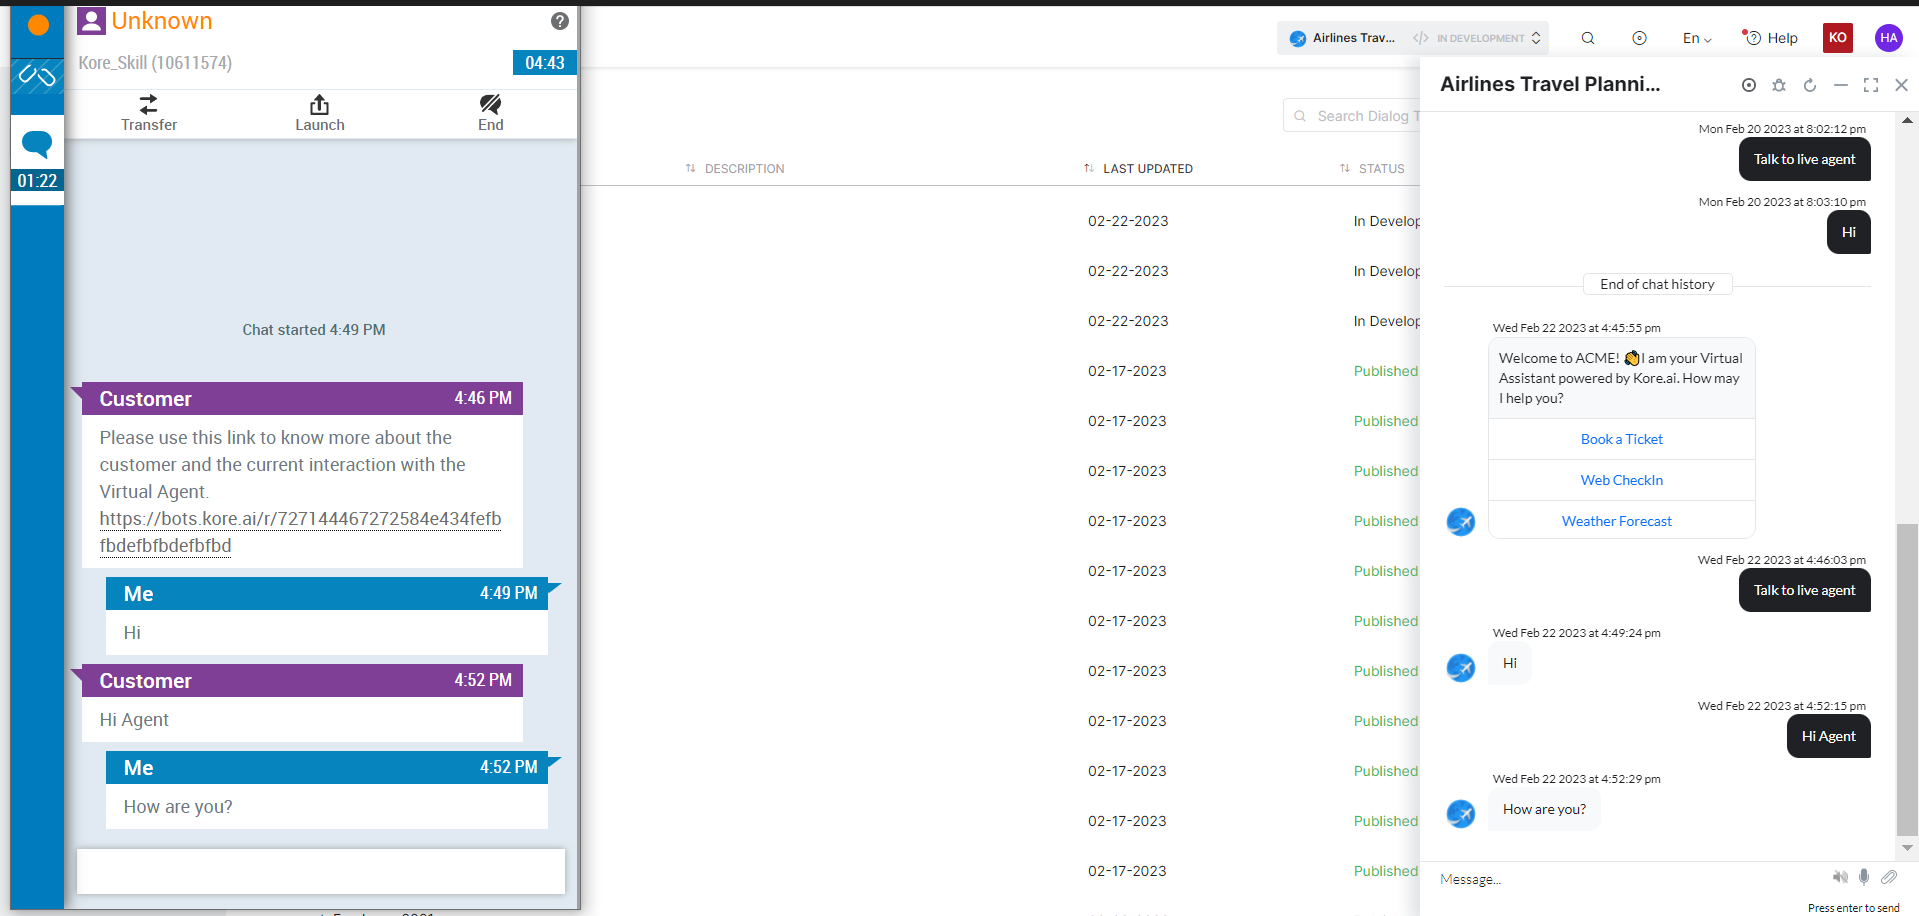 Unknown
Kore_Skill (10611574)
04:43
Transfer
Launch
End
01:22
Chat started 4:49 PM
Customer 4:46 PM
Please use this link to know more about the
customer and the current interaction with the
Virtual Agent.
https://bots.kore.ai/r/727144467272584e434fefb
fbdefbfbdefbfbd
Me 4:49 PM
Hi
Customer 4:52 PM
Hi Agent
Me 4:52 PM
How are you?
Airlines Trav... IN DEVELOPMENT
En
Help
KO
HA
Search Dialog T
DESCRIPTION LAST UPDATED STATUS
02-22-2023 In Develop
02-22-2023 In Develop
02-22-2023 In Develop
02-17-2023 Published
02-17-2023 Published
02-17-2023 Published
02-17-2023 Published
02-17-2023 Published
02-17-2023 Published
02-17-2023 Published
02-17-2023 Published
02-17-2023 Published
02-17-2023 Published
02-17-2023 Published
Airlines Travel Planni...
Mon Feb 20 2023 at 8:02:12 pm
Talk to live agent
Mon Feb 20 2023 at 8:03:10 pm
Hi
End of chat history
Wed Feb 22 2023 at 4:45:55 pm
Welcome to ACME! 👏I am your Virtual
Assistant powered by Kore.ai. How may
I help you?
Book a Ticket
Web CheckIn
Weather Forecast
Wed Feb 22 2023 at 4:46:03 pm
Talk to live agent
Wed Feb 22 2023 at 4:49:24 pm
Hi
Wed Feb 22 2023 at 4:52:15 pm
Hi Agent
Wed Feb 22 2023 at 4:52:29 pm
How are you?
Message...
Press enter to send